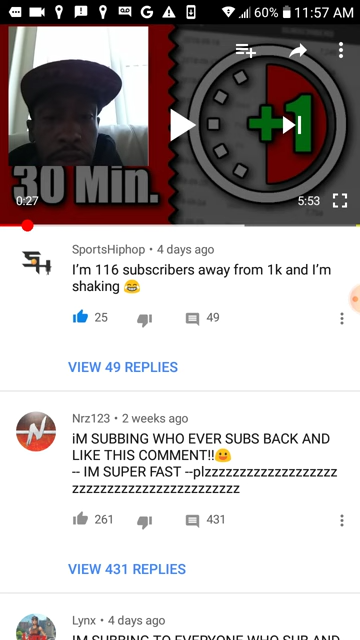 60% 11:57 AM
+1
30 Min.
0:27
5:53
SportsHiphop • 4 days ago
I'm 116 subscribers away from 1k and I'm
shaking 😂
25 49
VIEW 49 REPLIES
Nrz123 • 2 weeks ago
iM SUBBING WHO EVER SUBS BACK AND
LIKE THIS COMMENT!!😛
-- IM SUPER FAST --plzzzzzzzzzzzzzzzzzzz
zzzzzzzzzzzzzzzzzzzzzzzz
261 431
VIEW 431 REPLIES
Lynx • 4 days ago
IM SUBBING TO EVERYONE WHO SUB AND